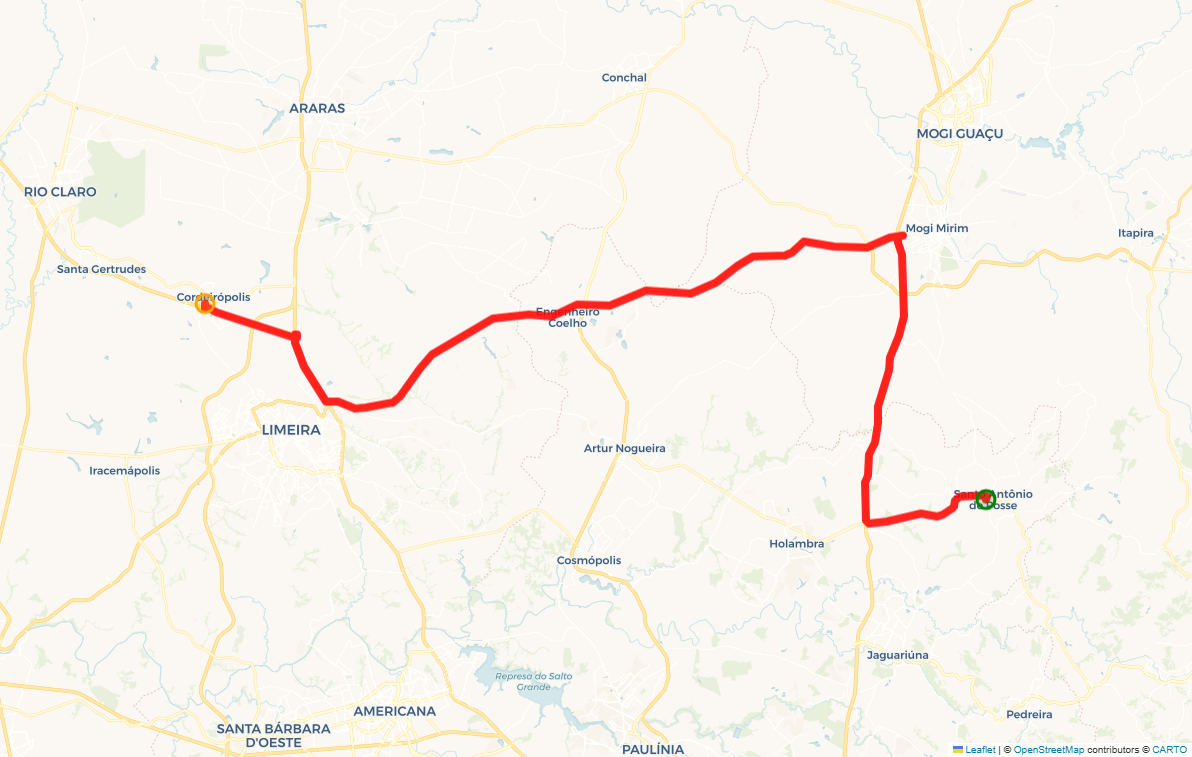 Conchal
ARARAS
MOGI GUAÇU
RIO CLARO
Mogi Mirim
Itapira
Santa Gertrudes
Cordeirópolis
Engenheiro
Coelho
LIMEIRA
Artur Nogueira
Iracemápolis
Santo Antônio
de Posse
Holambra
Cosmópolis
Jaguariúna
Represa do Salto
Grande
AMERICANA
Pedreira
SANTA BÁRBARA
D'OESTE
PAULÍNIA
Leaflet | © OpenStreetMap contributors © CARTO